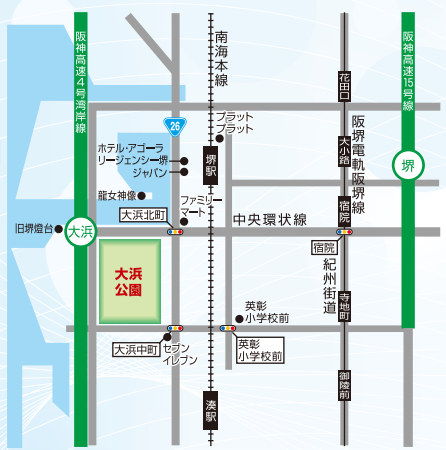 阪神高速4号湾岸線
南海本線
阪神高速15号線
花田口
26
プラット
プラット
阪堺電軌阪堺線
大小路
ホテル・アゴーラ
リージェンシー堺
ジャパン
堺駅
堺
龍女神像
ファミリー
マート
宿院
大浜北町
中央環状線
旧堺燈台
大浜
宿院
大浜
公園
紀州街道
寺地町
英彰
小学校前
大浜中町
セブン
イレブン
英彰
小学校前
御陵前
湊駅